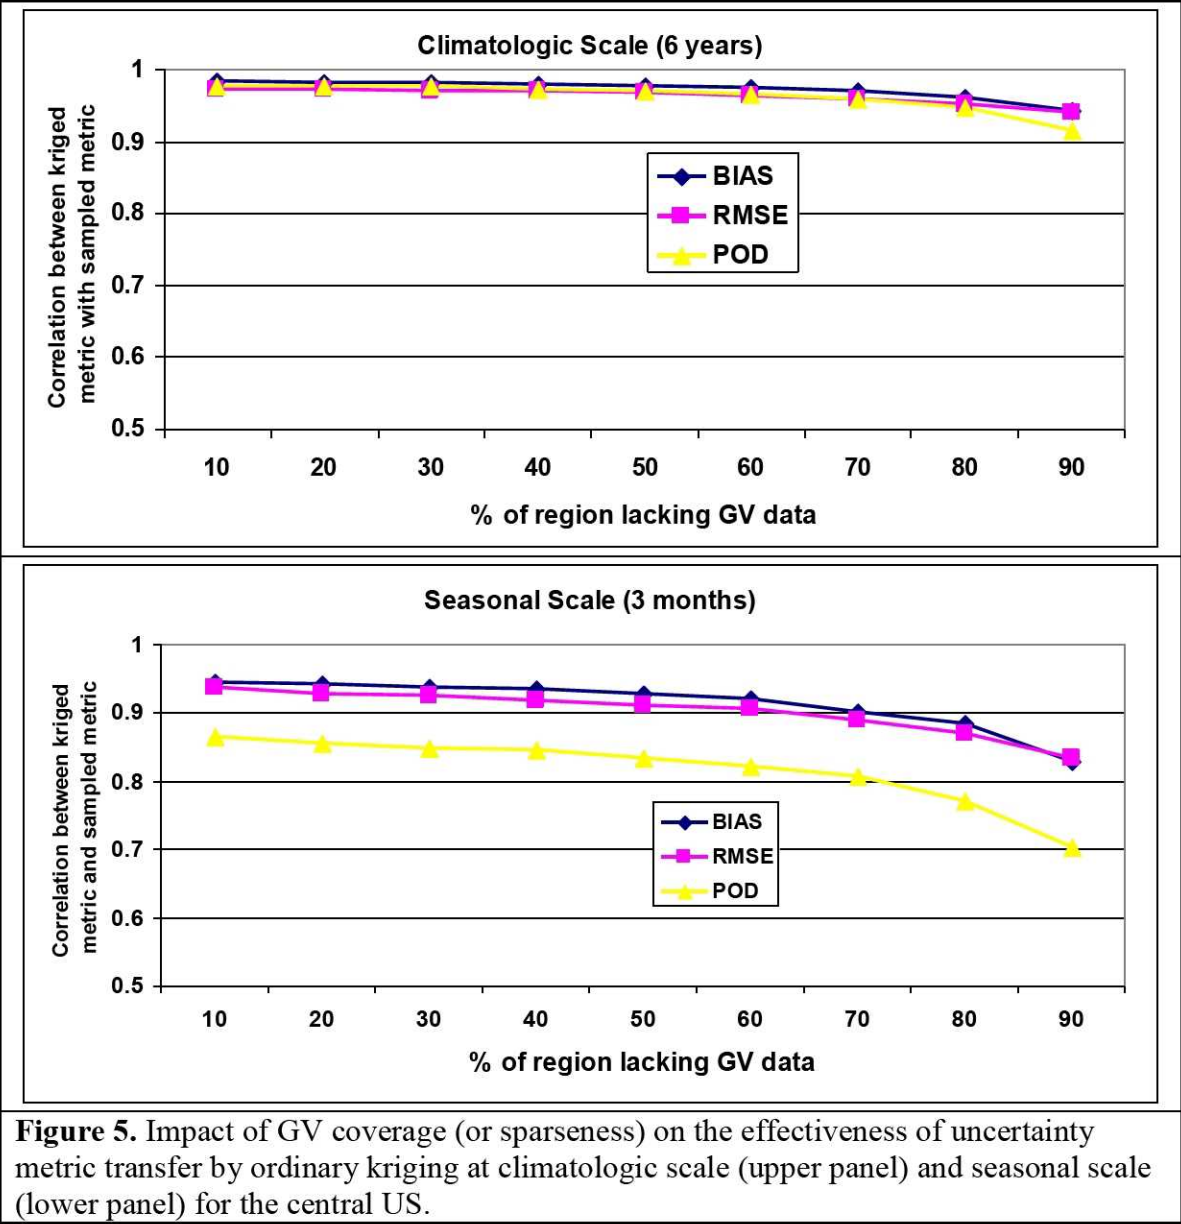 Climatologic Scale (6 years)
Correlation between kriged
metric with sampled metric
1
0.9
0.8
0.7
0.6
0.5
BIAS
RMSE
POD
10 20 30 40 50 60 70 80 90
% of region lacking GV data
Seasonal Scale (3 months)
Correlation between kriged
metric and sampled metric
1
0.9
0.8
0.7
0.6
0.5
BIAS
RMSE
POD
10 20 30 40 50 60 70 80 90
% of region lacking GV data
Figure 5. Impact of GV coverage (or sparseness) on the effectiveness of uncertainty
metric transfer by ordinary kriging at climatologic scale (upper panel) and seasonal scale
(lower panel) for the central US.